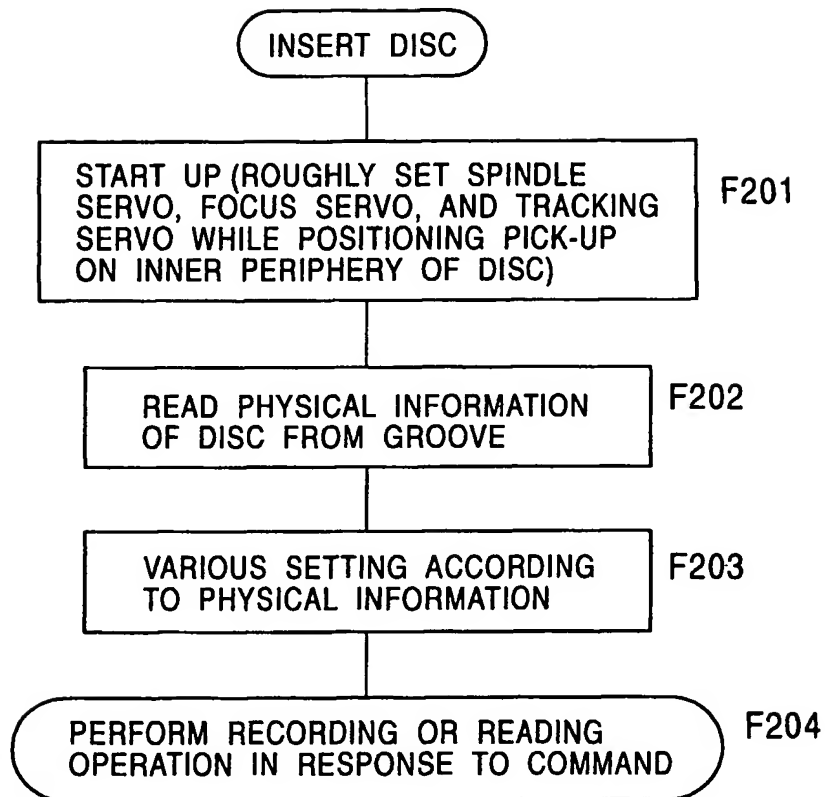 INSERT DISC
START UP (ROUGHLY SET SPINDLE
SERVO, FOCUS SERVO, AND TRACKING
SERVO WHILE POSITIONING PICK-UP
ON INNER PERIPHERY OF DISC)
F201
READ PHYSICAL INFORMATION
OF DISC FROM GROOVE
F202
VARIOUS SETTING ACCORDING
TO PHYSICAL INFORMATION
F203
PERFORM RECORDING OR READING
OPERATION IN RESPONSE TO COMMAND
F204